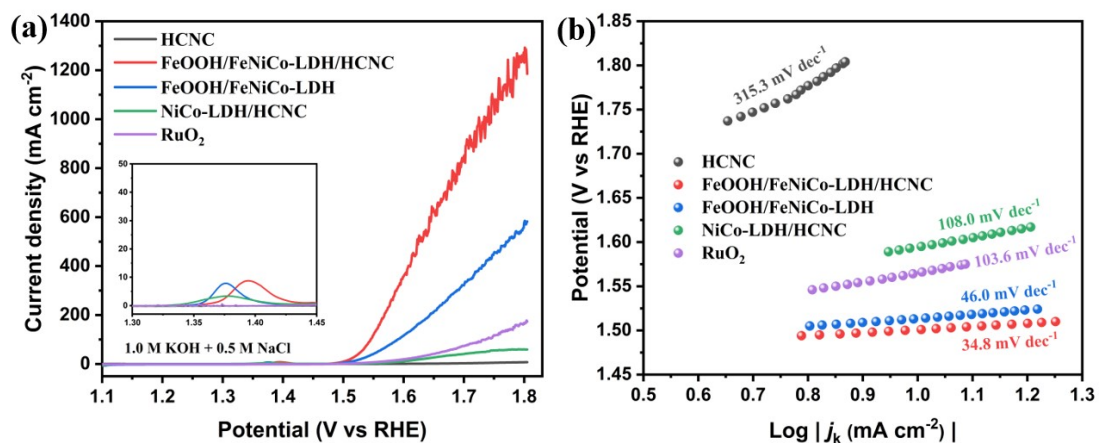 (a)
1400
1200
1000
800
600
400
200
0
Current density (mA cm⁻²)
HCNC
FeOOH/FeNiCo-LDH/HCNC
FeOOH/FeNiCo-LDH
NiCo-LDH/HCNC
RuO₂
50
40
30
20
10
0
1.30 1.35 1.40 1.45
1.0 M KOH + 0.5 M NaCl
1.1 1.2 1.3 1.4 1.5 1.6 1.7 1.8
Potential (V vs RHE)
(b)
1.85
1.80
1.75
1.70
1.65
1.60
1.55
1.50
1.45
Potential (V vs RHE)
315.3 mV dec⁻¹
HCNC
FeOOH/FeNiCo-LDH/HCNC
FeOOH/FeNiCo-LDH
NiCo-LDH/HCNC
RuO₂
108.0 mV dec⁻¹
103.6 mV dec⁻¹
46.0 mV dec⁻¹
34.8 mV dec⁻¹
0.5 0.6 0.7 0.8 0.9 1.0 1.1 1.2 1.3
Log | jₖ (mA cm⁻²) |